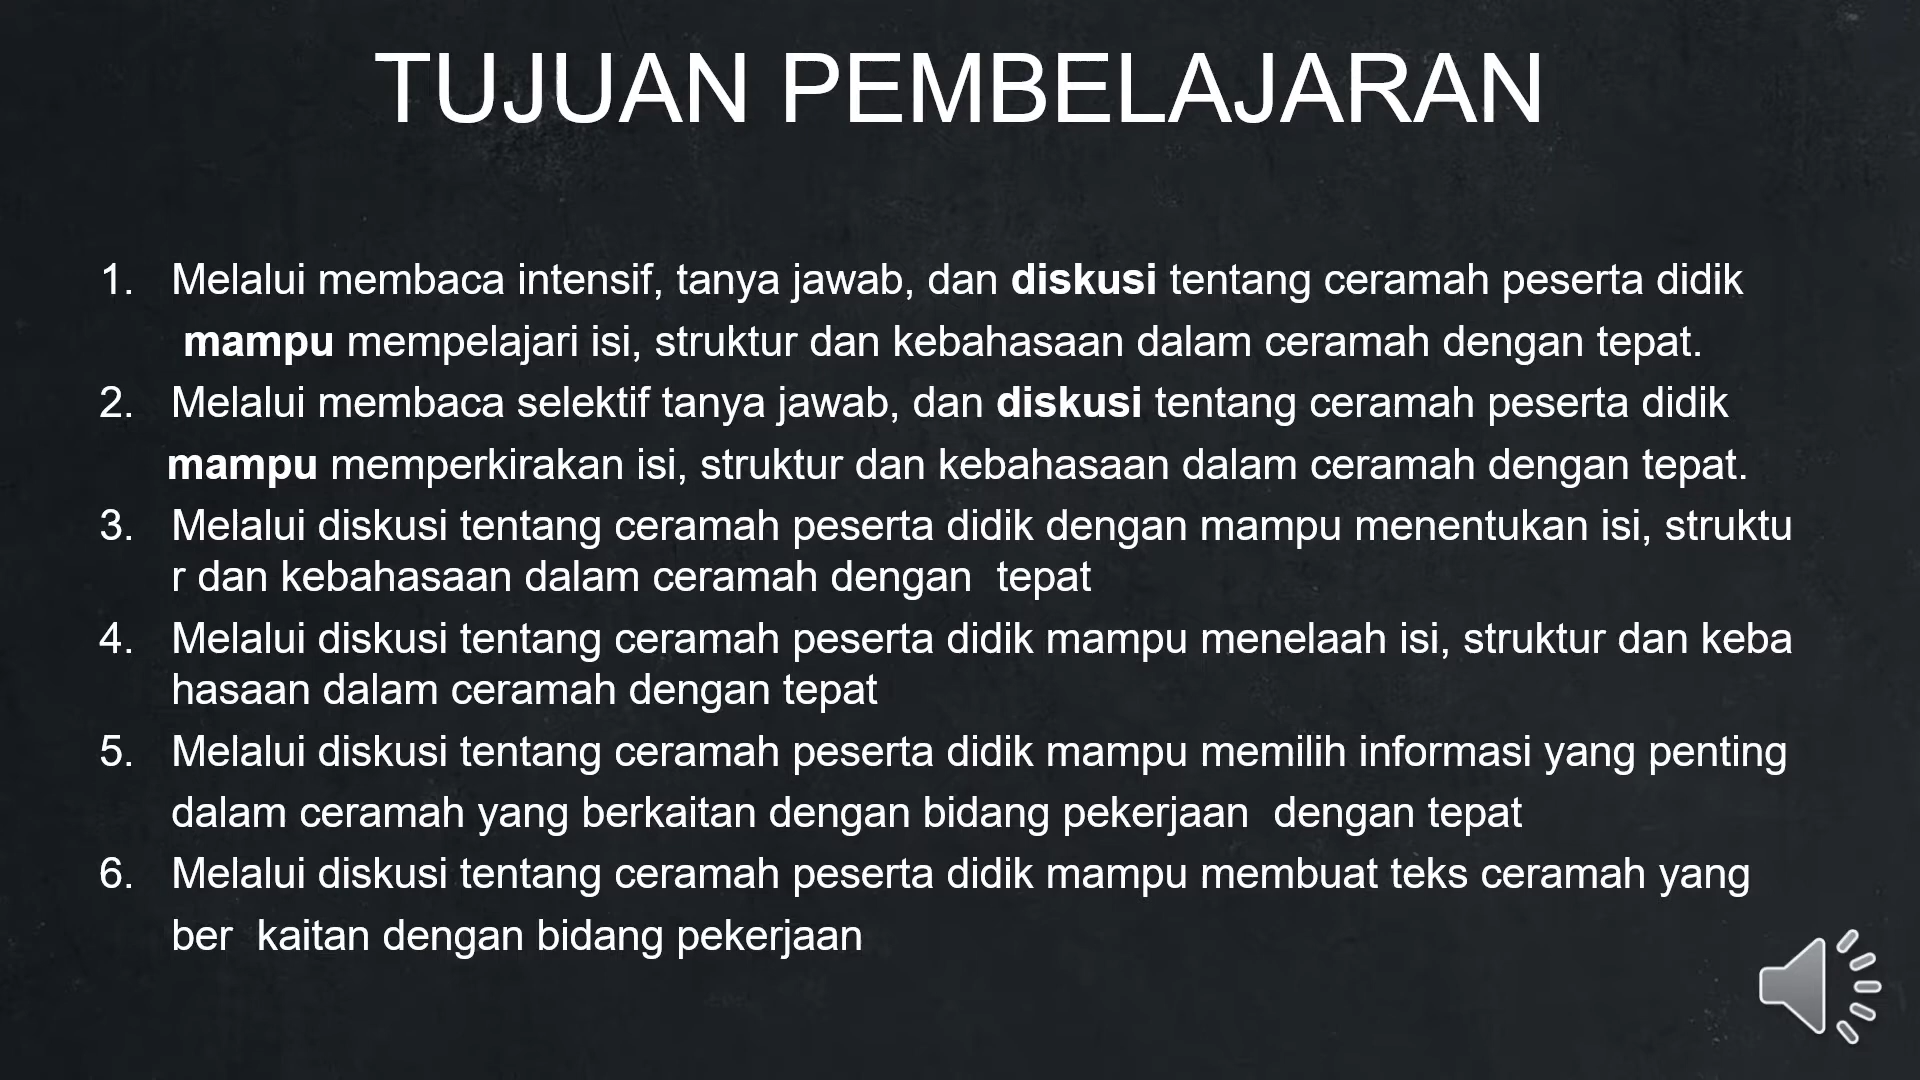 TUJUAN PEMBELAJARAN
1. Melalui membaca intensif, tanya jawab, dan diskusi tentang ceramah peserta didik
mampu mempelajari isi, struktur dan kebahasaan dalam ceramah dengan tepat.
2. Melalui membaca selektif tanya jawab, dan diskusi tentang ceramah peserta didik
mampu memperkirakan isi, struktur dan kebahasaan dalam ceramah dengan tepat.
3. Melalui diskusi tentang ceramah peserta didik dengan mampu menentukan isi, struktu
r dan kebahasaan dalam ceramah dengan  tepat
4. Melalui diskusi tentang ceramah peserta didik mampu menelaah isi, struktur dan keba
hasaan dalam ceramah dengan tepat
5. Melalui diskusi tentang ceramah peserta didik mampu memilih informasi yang penting
dalam ceramah yang berkaitan dengan bidang pekerjaan  dengan tepat
6. Melalui diskusi tentang ceramah peserta didik mampu membuat teks ceramah yang
ber  kaitan dengan bidang pekerjaan